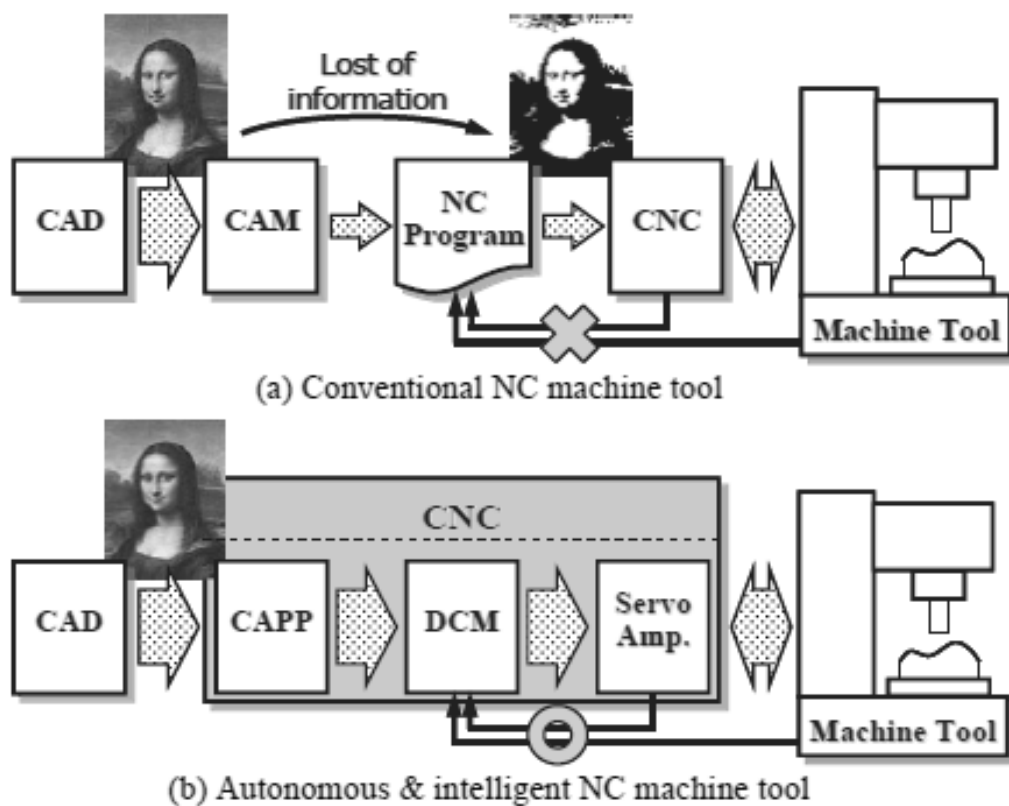 Lost of
information
CAD
CAM
NC
Program
CNC
Machine Tool
(a) Conventional NC machine tool
CNC
CAD
CAPP
DCM
Servo
Amp.
Machine Tool
(b) Autonomous & intelligent NC machine tool